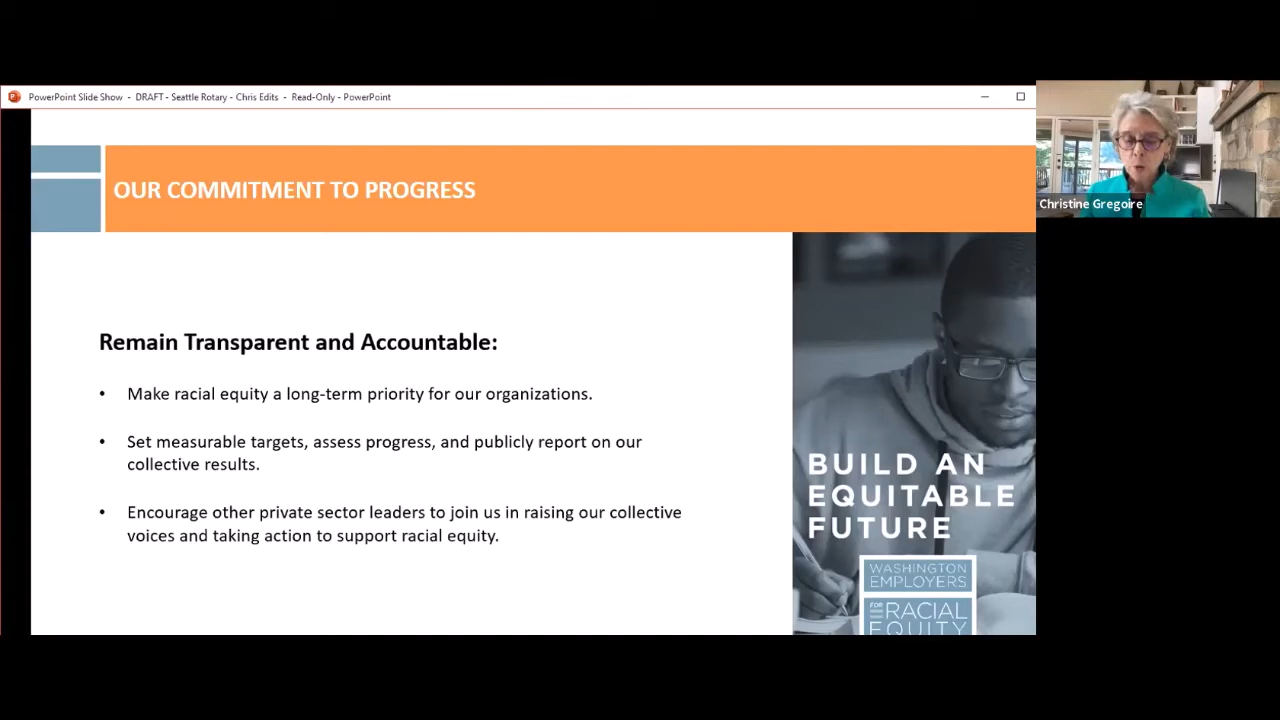 PowerPoint Slide Show - DRAFT - Seattle Rotary - Chris Edits - Read-Only - PowerPoint
OUR COMMITMENT TO PROGRESS
Christine Gregoire
Remain Transparent and Accountable:
• Make racial equity a long-term priority for our organizations.
• Set measurable targets, assess progress, and publicly report on our
collective results.
• Encourage other private sector leaders to join us in raising our collective
voices and taking action to support racial equity.
BUILD AN
EQUITABLE
FUTURE
WASHINGTON
EMPLOYERS
FOR RACIAL
EQUITY